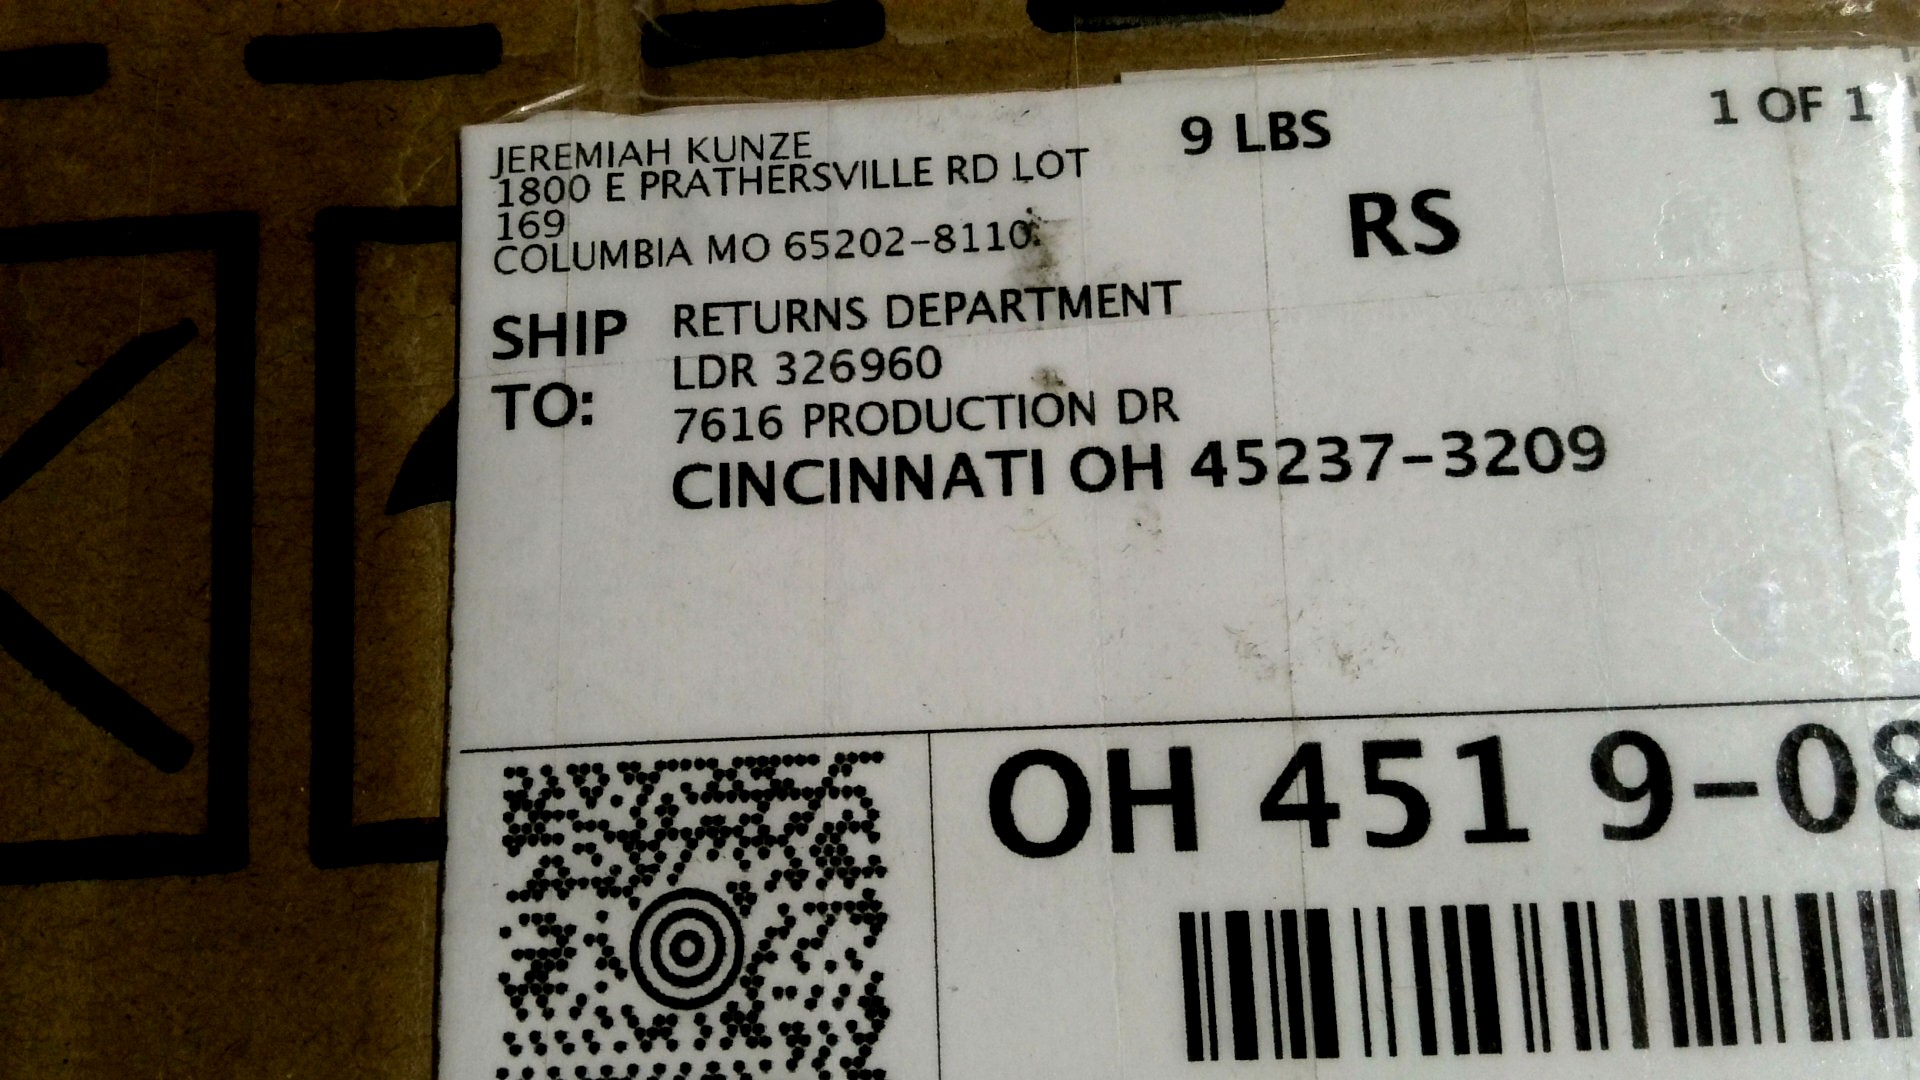 JEREMIAH KUNZE
1800 E PRATHERSVILLE RD LOT
169
COLUMBIA MO 65202-8110
9 LBS
1 OF 1
RS
SHIP TO:
RETURNS DEPARTMENT
LDR 326960
7616 PRODUCTION DR
CINCINNATI OH 45237-3209
OH 451 9-08